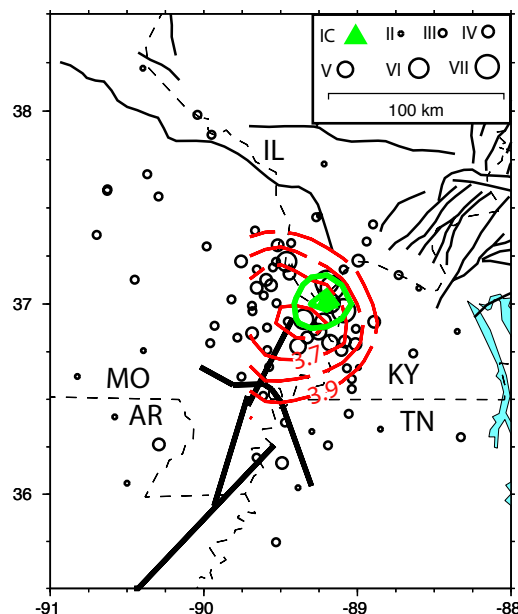 IC II III IV
V VI VII
100 km
38
IL
37
3.7
MO
KY
3.9
AR
TN
36
-91 -90 -89 -88